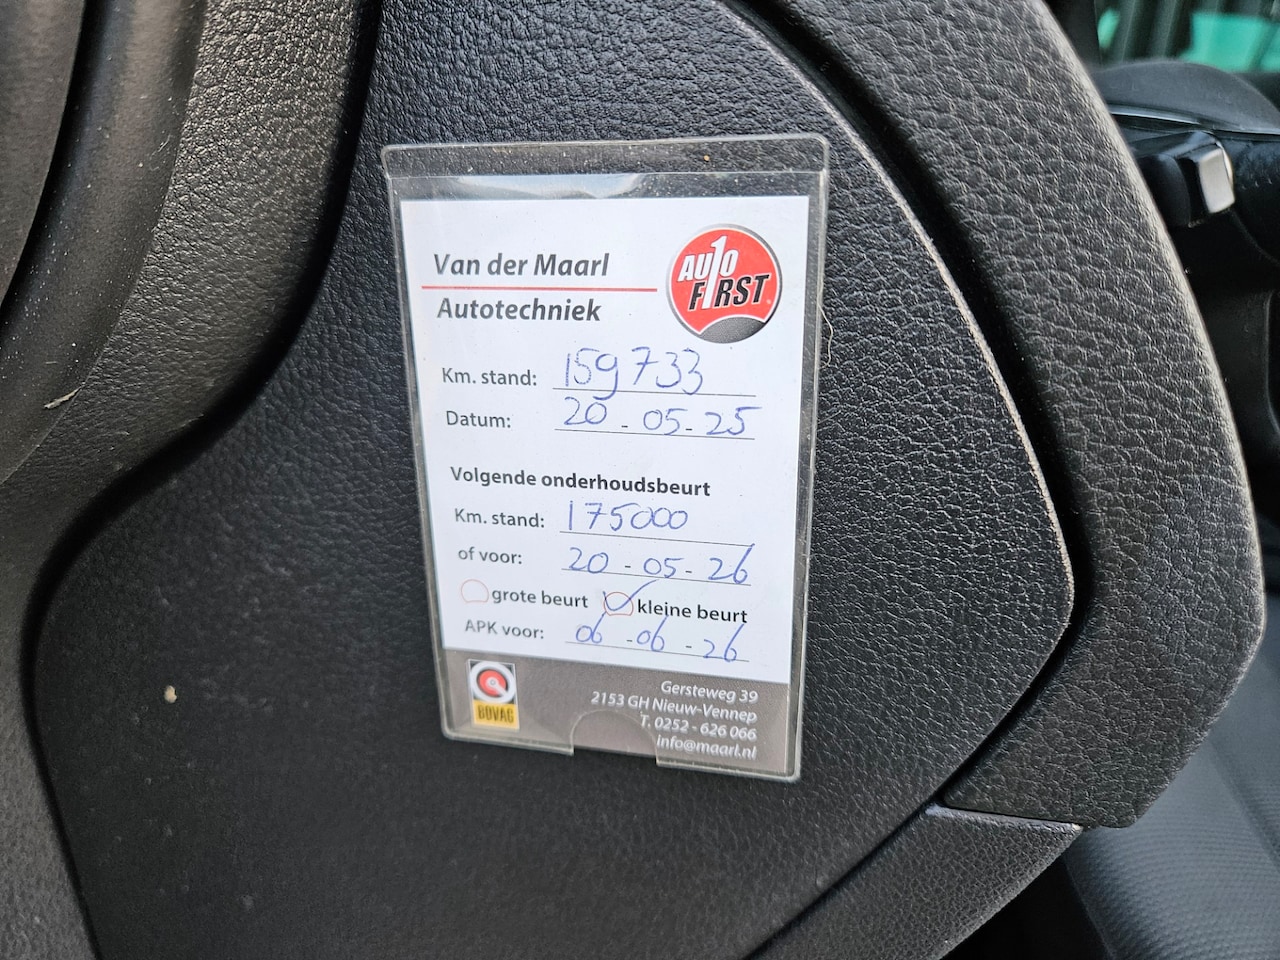 Van der Maarl
Autotechniek
AUTO
FIRST
Km. stand: 159733
Datum: 20-05-25
Volgende onderhoudsbeurt
Km. stand: 175000
of voor: 20-05-26
grote beurt kleine beurt
APK voor: 06-06-26
BOVAG
Gersteweg 39
2153 GH Nieuw-Vennep
T. 0252 - 626 066
info@maarl.nl